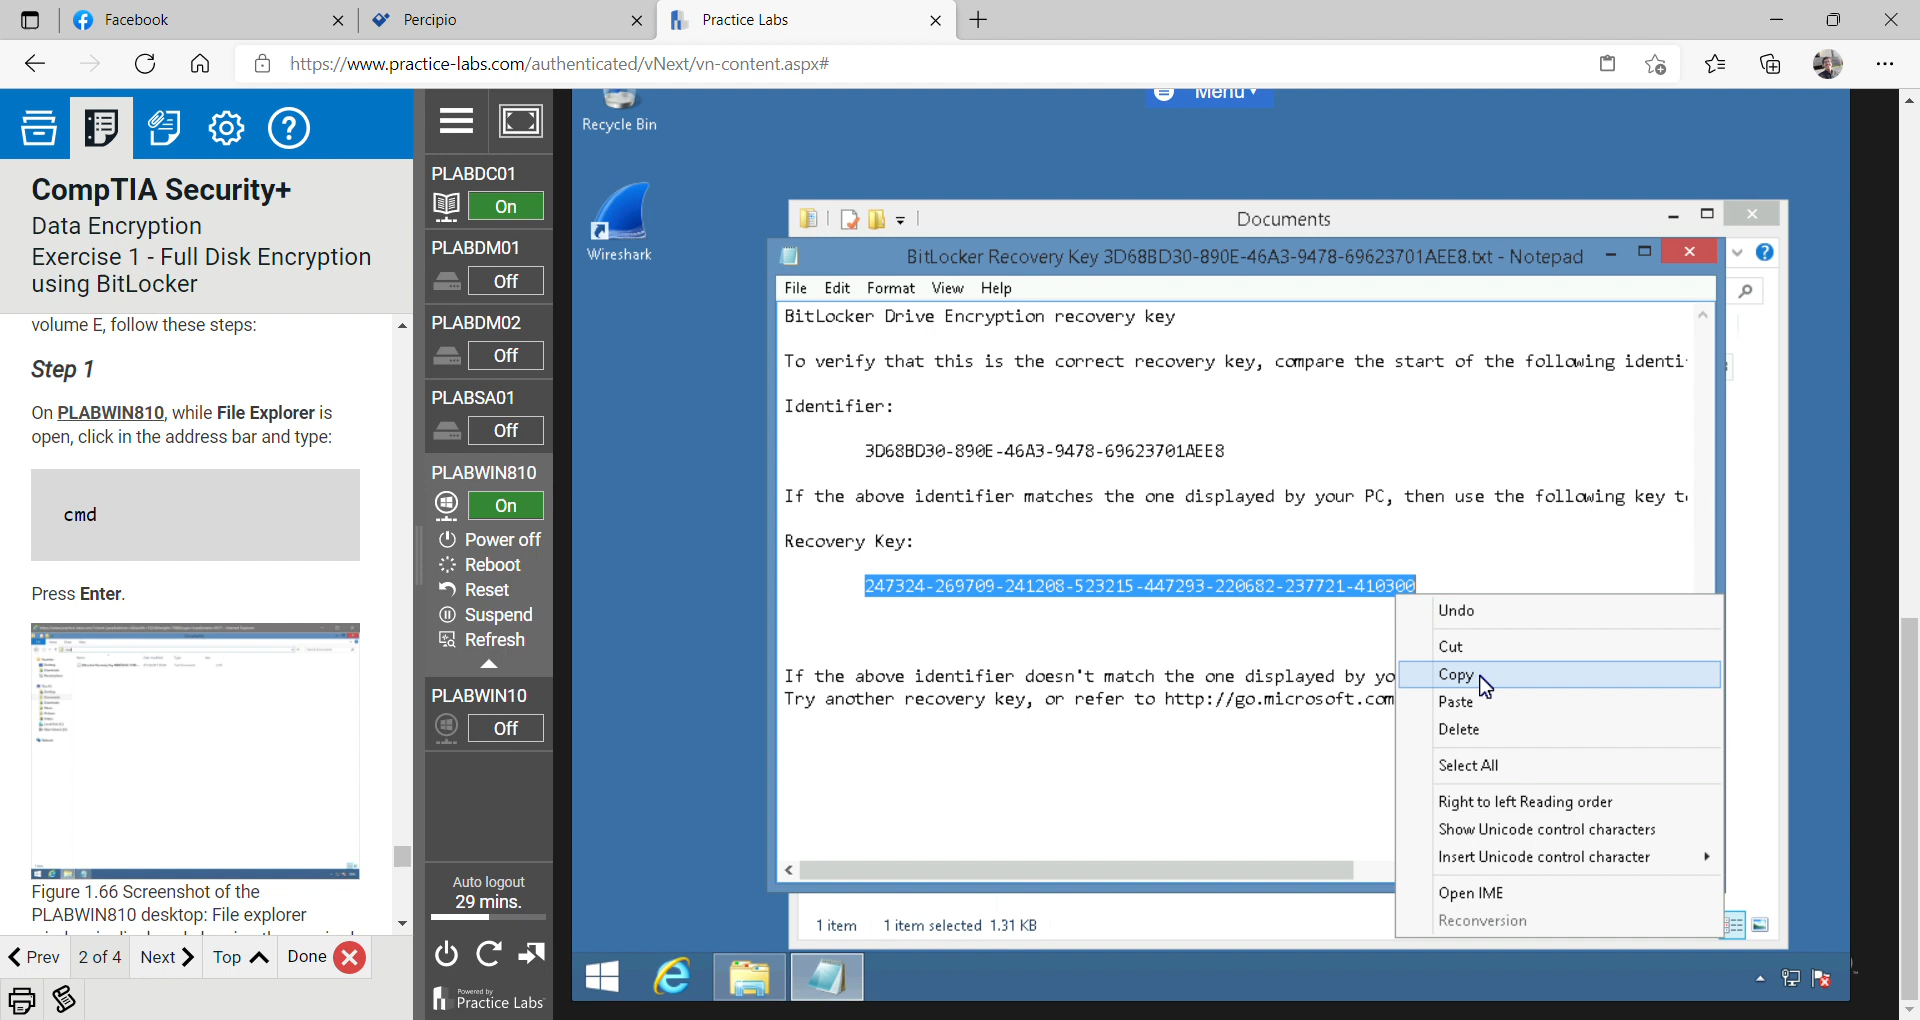 Facebook
Percipio
Practice Labs
https://www.practice-labs.com/authenticated/vNext/vn-content.aspx#
CompTIA Security+
Data Encryption
Exercise 1 - Full Disk Encryption
using BitLocker
volume E, follow these steps:
Step 1
On PLABWIN810, while File Explorer is
open, click in the address bar and type:
cmd
Press Enter.
Figure 1.66 Screenshot of the
PLABWIN810 desktop: File explorer
Prev
2 of 4
Next
Top
Done
PLABDC01
On
PLABDM01
Off
PLABDM02
Off
PLABSA01
Off
PLABWIN810
On
Power off
Reboot
Reset
Suspend
Refresh
PLABWIN10
Off
Auto logout
29 mins.
Powered by
Practice Labs
Recycle Bin
Menu
Wireshark
Documents
BitLocker Recovery Key 3D68BD30-890E-46A3-9478-69623701AEE8.txt - Notepad
File Edit Format View Help
BitLocker Drive Encryption recovery key
To verify that this is the correct recovery key, compare the start of the following identi
Identifier:
3D68BD30-890E-46A3-9478-69623701AEE8
If the above identifier matches the one displayed by your PC, then use the following key t
Recovery Key:
247324-269709-241208-523215-447293-220682-237721-410300
If the above identifier doesn't match the one displayed by yo
Try another recovery key, or refer to http://go.microsoft.com
Undo
Cut
Copy
Paste
Delete
Select All
Right to left Reading order
Show Unicode control characters
Insert Unicode control character
Open IME
Reconversion
1 item 1 item selected 1.31 KB